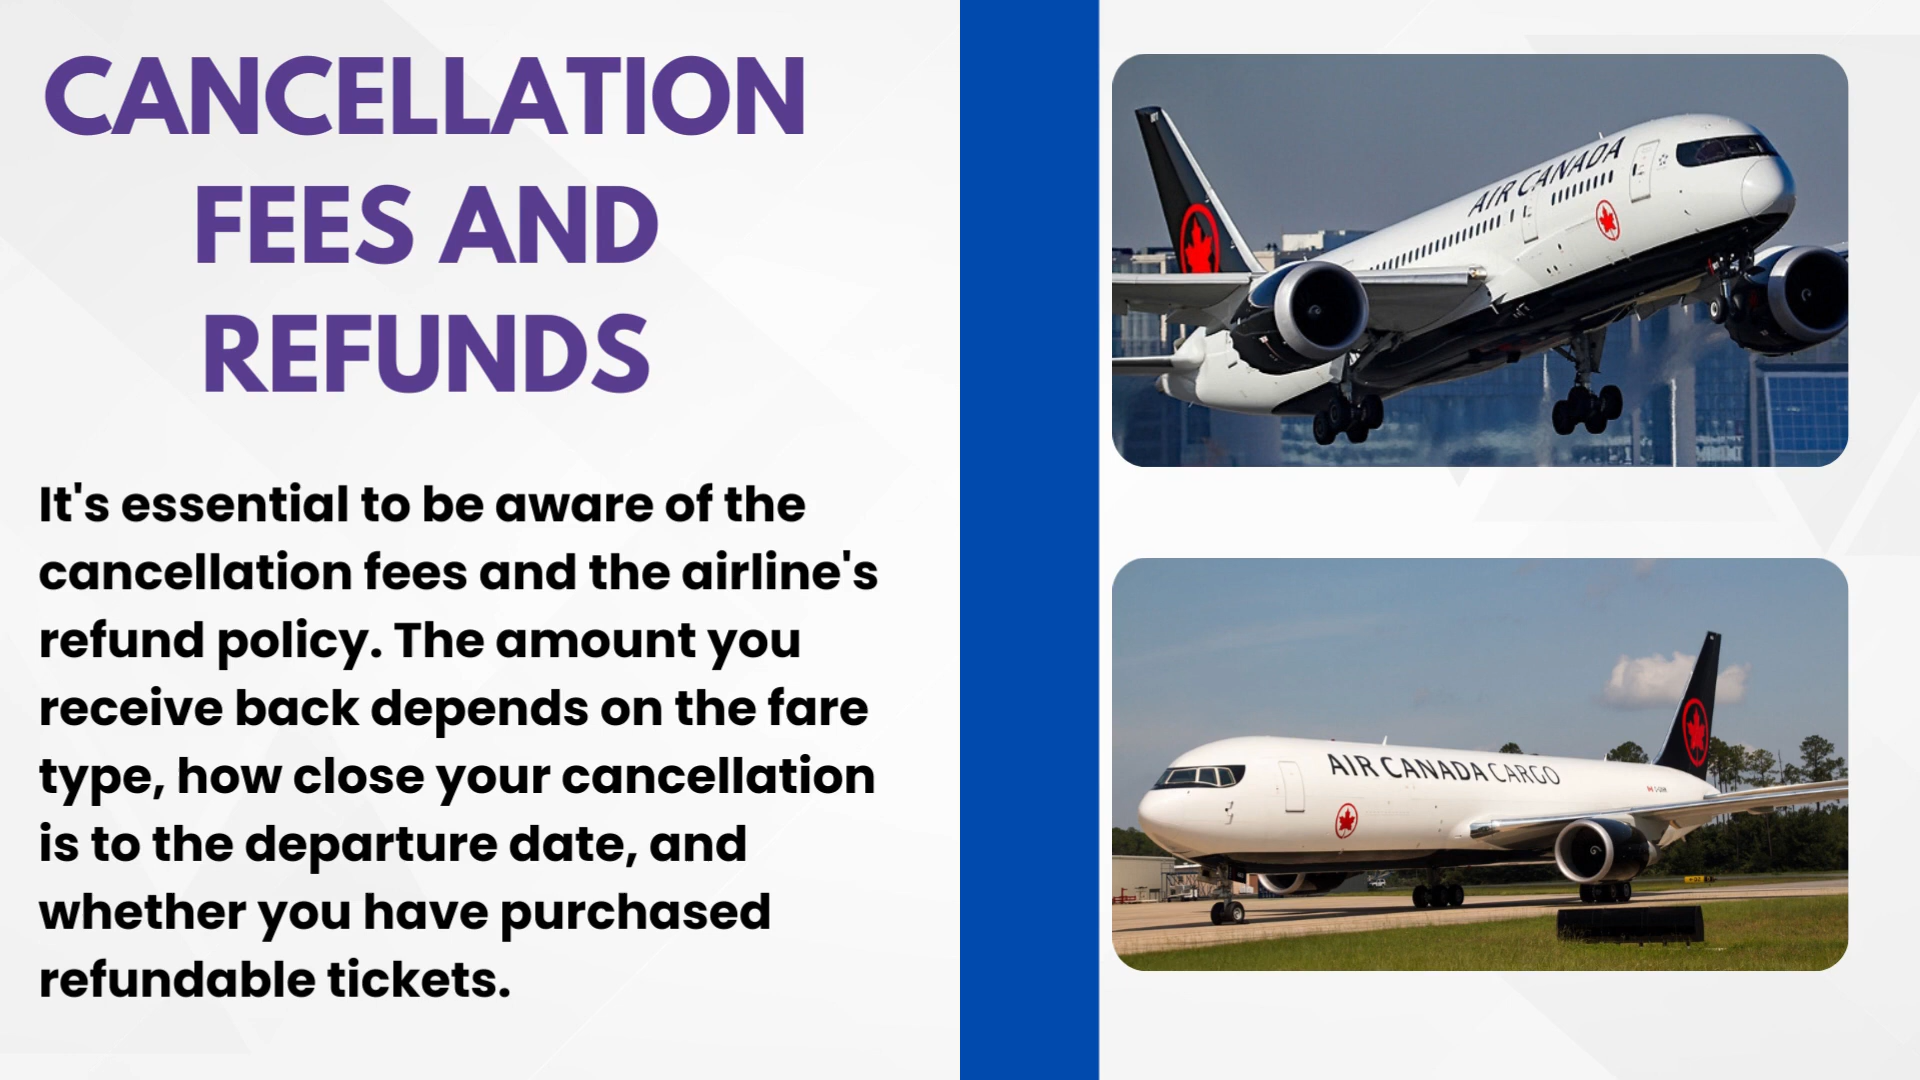 CANCELLATION
FEES AND
REFUNDS
It's essential to be aware of the
cancellation fees and the airline's
refund policy. The amount you
receive back depends on the fare
type, how close your cancellation
is to the departure date, and
whether you have purchased
refundable tickets.
AIR CANADA
AIR CANADA CARGO